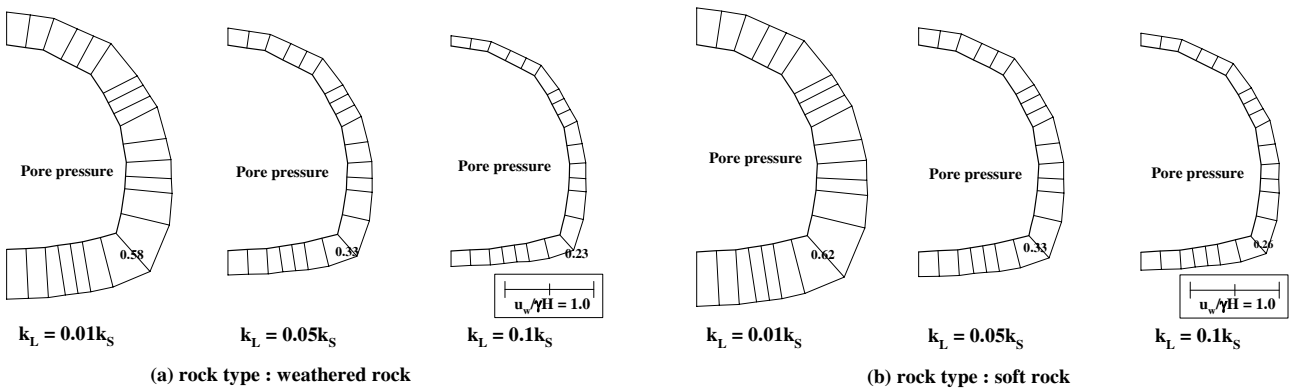 Pore pressure
0.58
k_L = 0.01k_S
Pore pressure
0.33
k_L = 0.05k_S
Pore pressure
0.23
u_w/γH = 1.0
k_L = 0.1k_S
(a) rock type : weathered rock
Pore pressure
0.62
k_L = 0.01k_S
Pore pressure
0.33
k_L = 0.05k_S
Pore pressure
0.26
u_w/γH = 1.0
k_L = 0.1k_S
(b) rock type : soft rock